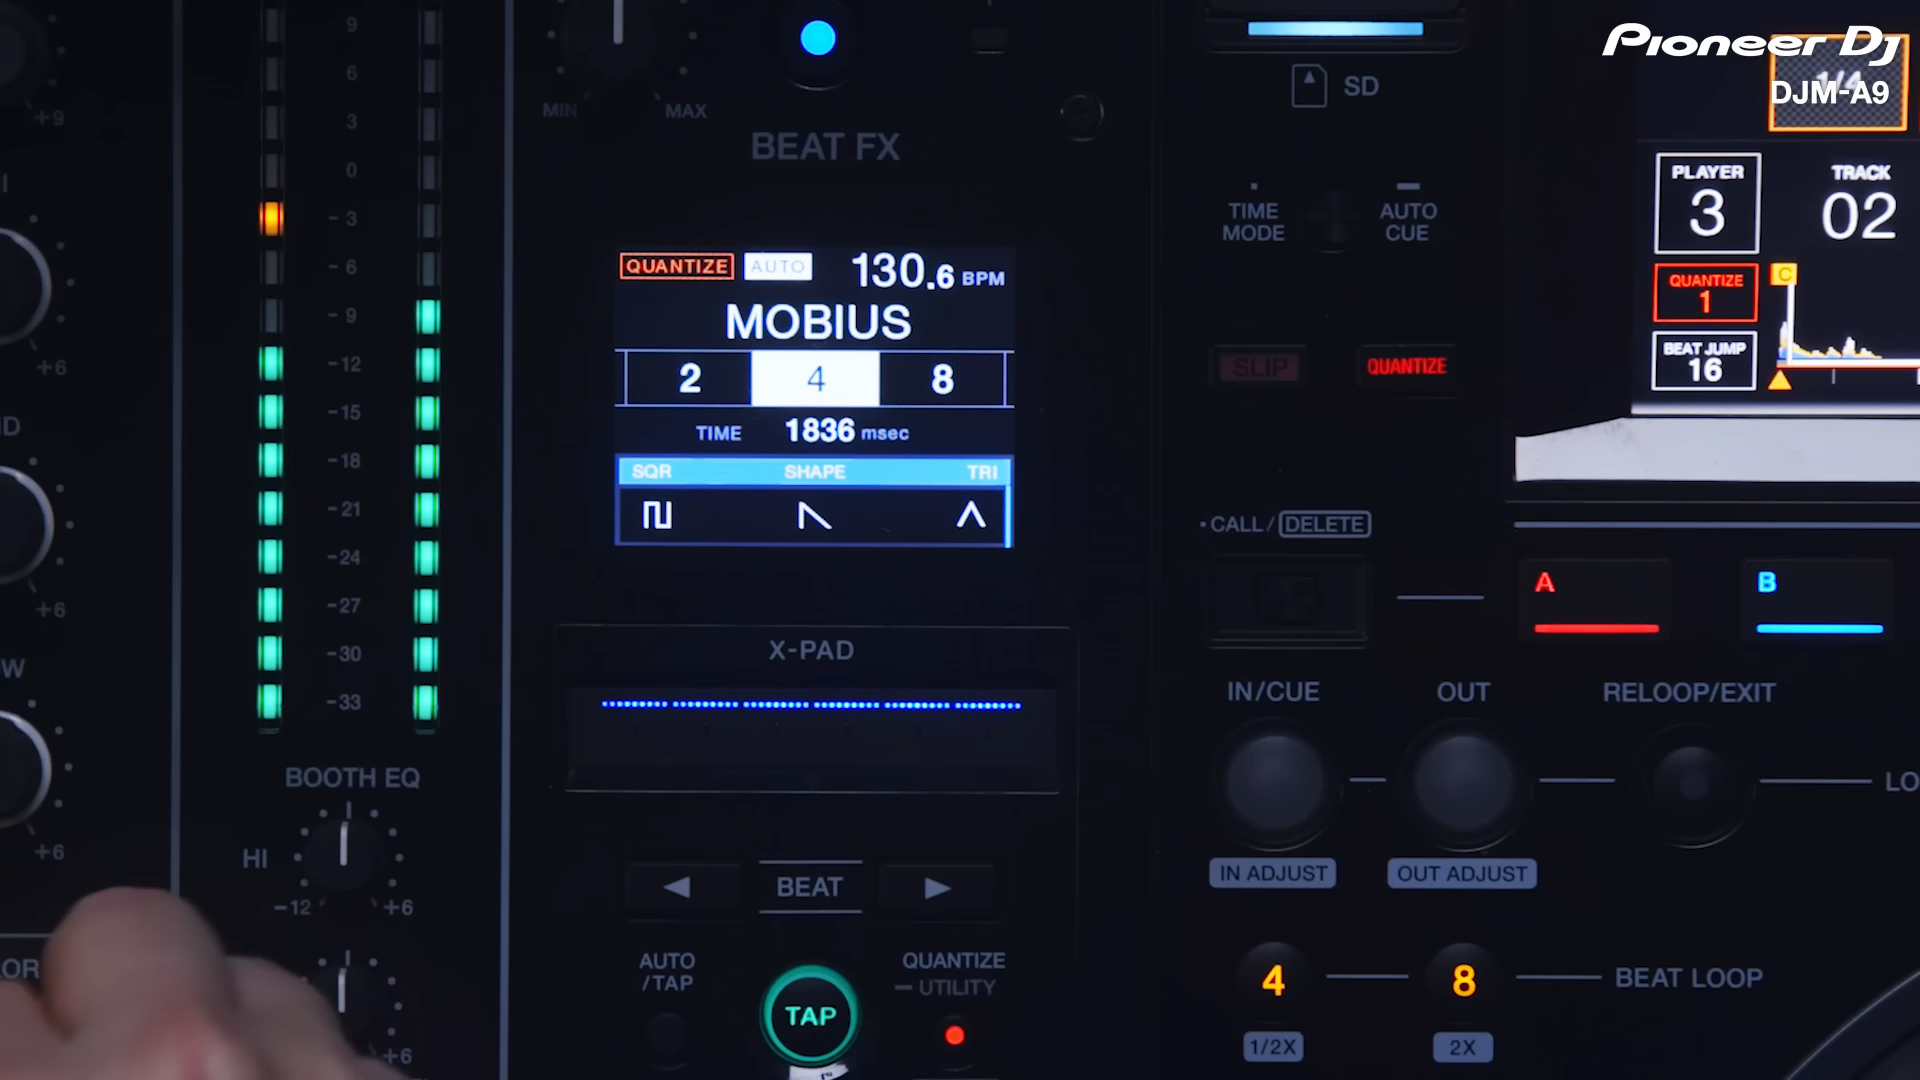 Pioneer Dj
DJM-A9
9
6
3
0
-3
-6
-9
-12
-15
-18
-21
-24
-27
-30
-33
+9
+6
+6
+6
BOOTH EQ
HI
-12
+6
+6
MIN
MAX
BEAT FX
QUANTIZE AUTO 130.6 BPM
MOBIUS
2 4 8
TIME 1836 msec
SQR SHAPE TRI
X-PAD
BEAT
AUTO
/TAP
TAP
QUANTIZE
UTILITY
SD
TIME
MODE
AUTO
CUE
SLIP
QUANTIZE
CALL/DELETE
IN/CUE
OUT
RELOOP/EXIT
IN ADJUST
OUT ADJUST
4
8
BEAT LOOP
1/2X
2X
1/4
PLAYER
3
TRACK
02
QUANTIZE
1
C
BEAT JUMP
16
A
B